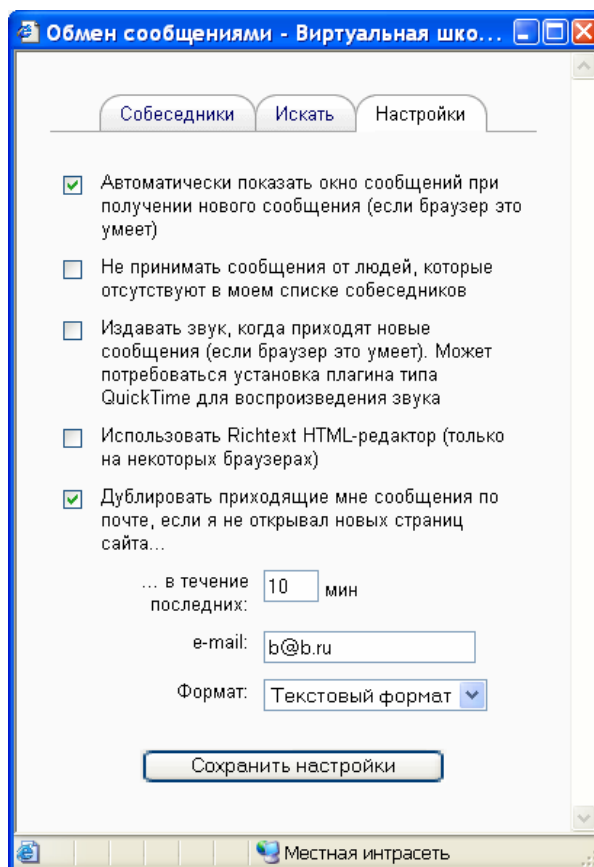 Обмен сообщениями - Виртуальная шко...
Собеседники Искать Настройки
Автоматически показать окно сообщений при
получении нового сообщения (если браузер это
умеет)
Не принимать сообщения от людей, которые
отсутствуют в моем списке собеседников
Издавать звук, когда приходят новые
сообщения (если браузер это умеет). Может
потребоваться установка плагина типа
QuickTime для воспроизведения звука
Использовать Richtext HTML-редактор (только
на некоторых браузерах)
Дублировать приходящие мне сообщения по
почте, если я не открывал новых страниц
сайта...
... в течение
последних: 10 мин
e-mail: b@b.ru
Формат: Текстовый формат
Сохранить настройки
Местная интрасеть